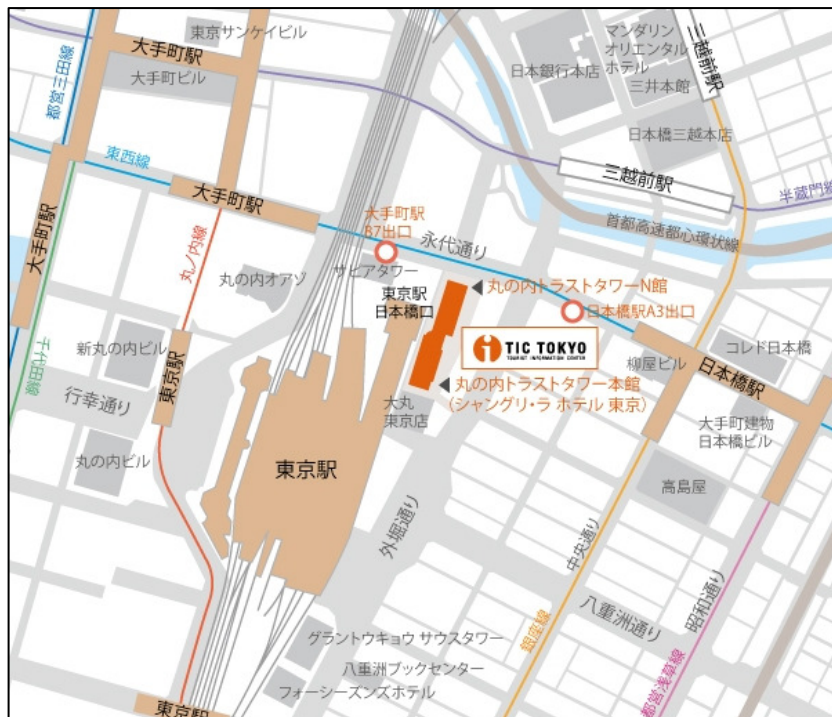 東京サンケイビル
大手町駅
大手町ビル
都営三田線
マンダリン
オリエンタル
ホテル
三越前駅
日本銀行本店
三井本館
日本橋三越本店
東西線
三越前駅
半蔵門線
大手町駅
大手町駅
首都高速都心環状線
大手町駅
B7出口
永代通り
丸ノ内線
丸の内オアゾ
サピアタワー
東京駅
日本橋口
丸の内トラストタワーN館
日本橋駅A3出口
千代田線
新丸の内ビル
TIC TOKYO
TOURIST INFORMATION CENTER
柳屋ビル
コレド日本橋
日本橋駅
行幸通り
東京駅
丸の内トラストタワー本館
(シャングリ・ラ ホテル 東京)
大丸
東京店
大手町建物
日本橋ビル
丸の内ビル
東京駅
高島屋
外堀通り
中央通り
昭和通り
八重洲通り
銀座線
グラントウキョウ サウスタワー
八重洲ブックセンター
フォーシーズンズホテル
都営浅草線
東京駅